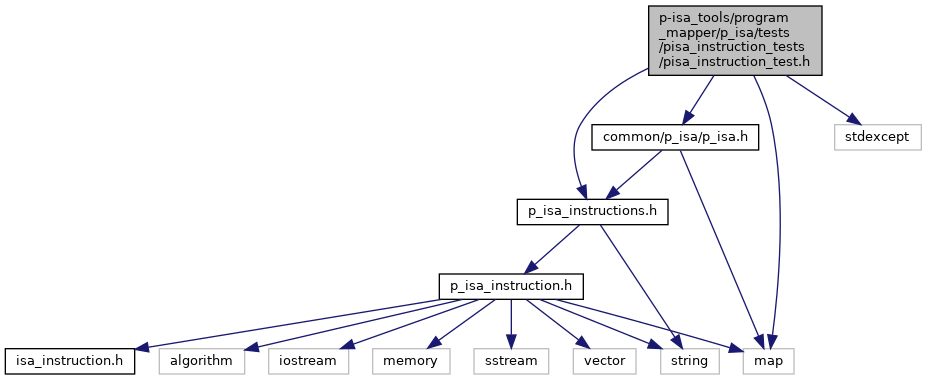 p-isa_tools/program
_mapper/p_isa/tests
/pisa_instruction_tests
/pisa_instruction_test.h
common/p_isa/p_isa.h
stdexcept
p_isa_instructions.h
p_isa_instruction.h
isa_instruction.h
algorithm
iostream
memory
sstream
vector
string
map